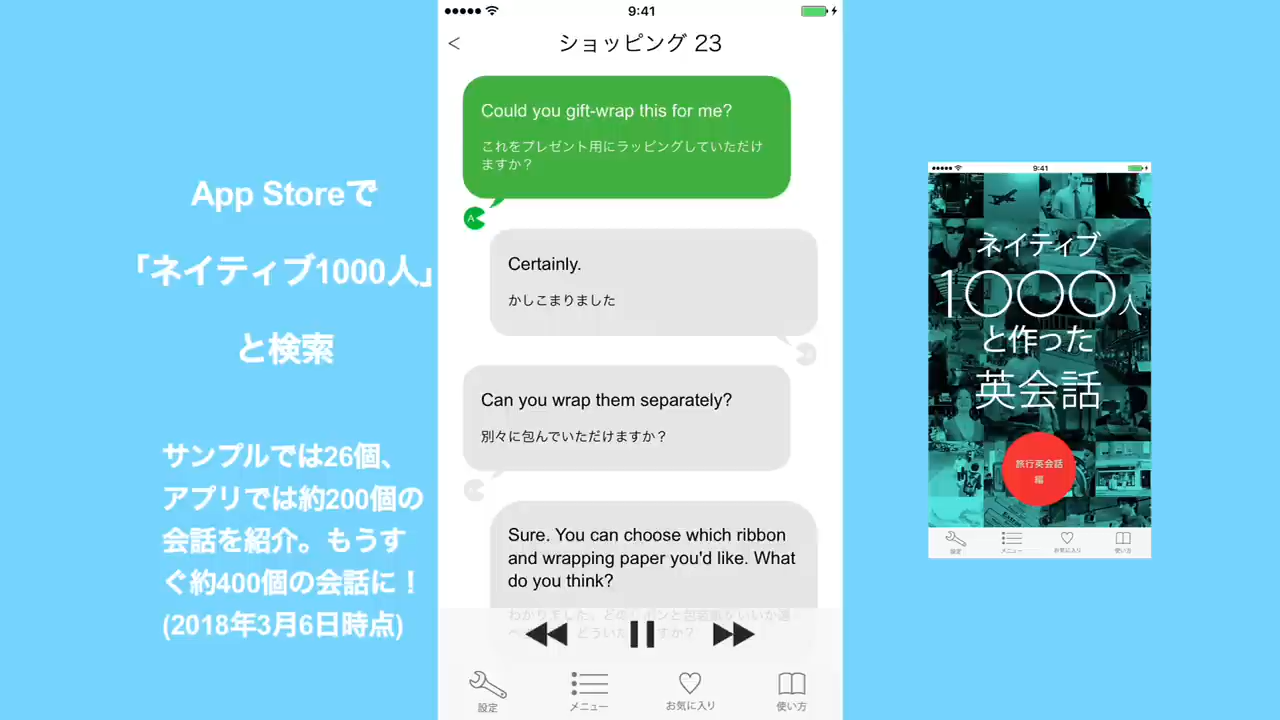 App Storeで
「ネイティブ1000人」
と検索
サンプルでは26個、
アプリでは約200個の
会話を紹介。もうす
ぐ約400個の会話に！
(2018年3月6日時点)
9:41
<
ショッピング 23
Could you gift-wrap this for me?
これをプレゼント用にラッピングしていただけ
ますか？
A
Certainly.
かしこまりました
Can you wrap them separately?
別々に包んでいただけますか？
Sure. You can choose which ribbon
and wrapping paper you'd like. What
do you think?
わかりました。どの
設定
メニュー
お気に入り
使い方
9:41
ネイティブ
1000人
と作った
英会話
旅行英会話
編
設定
メニュー
お気に入り
使い方